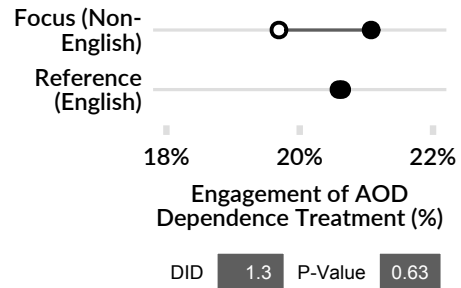 Focus (Non-
English)
Reference
(English)
18% 20% 22%
Engagement of AOD
Dependence Treatment (%)
DID 1.3 P-Value 0.63